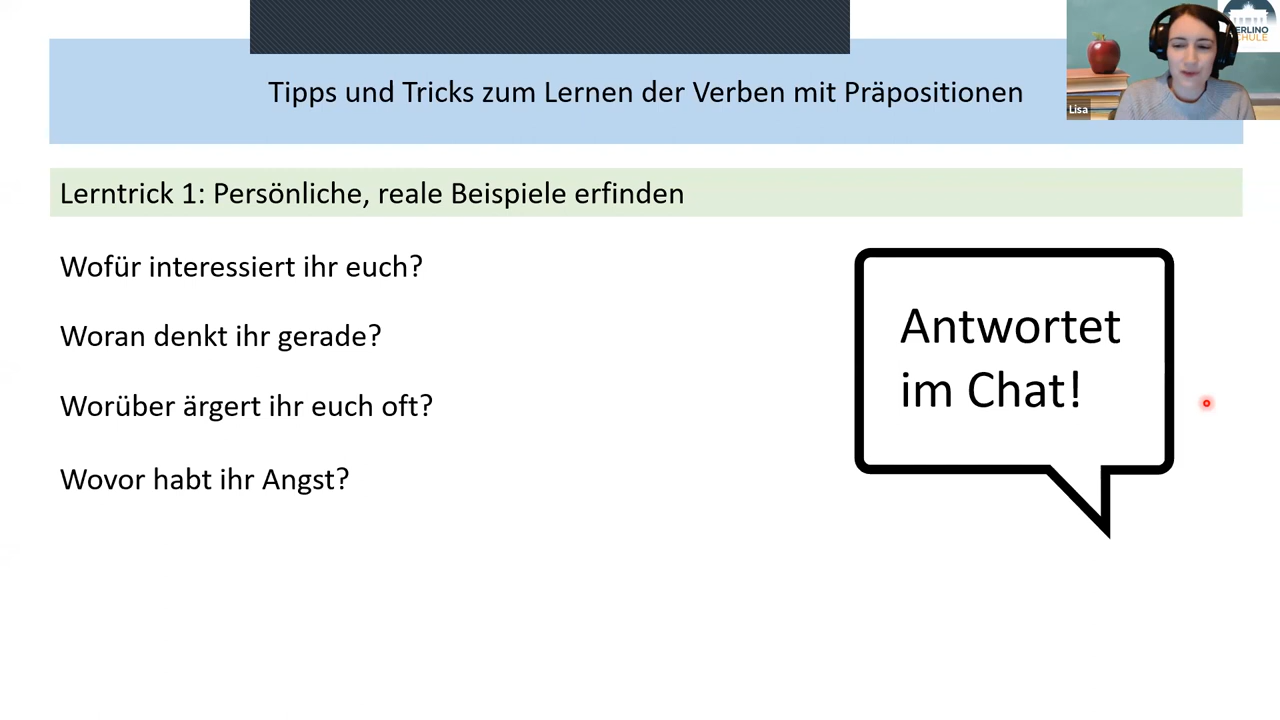 Tipps und Tricks zum Lernen der Verben mit Präpositionen
Lisa
Lerntrick 1: Persönliche, reale Beispiele erfinden
Wofür interessiert ihr euch?
Woran denkt ihr gerade?
Worüber ärgert ihr euch oft?
Wovor habt ihr Angst?
Antwortet
im Chat!